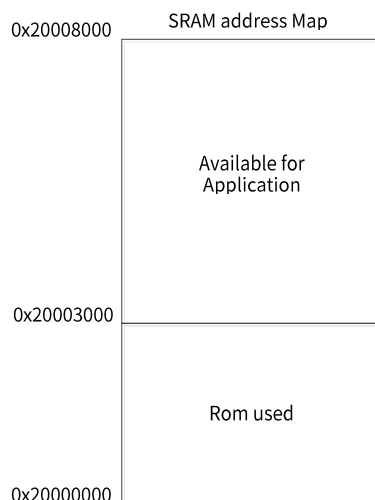 SRAM address Map
0x20008000
Available for
Application
0x20003000
Rom used
0x20000000